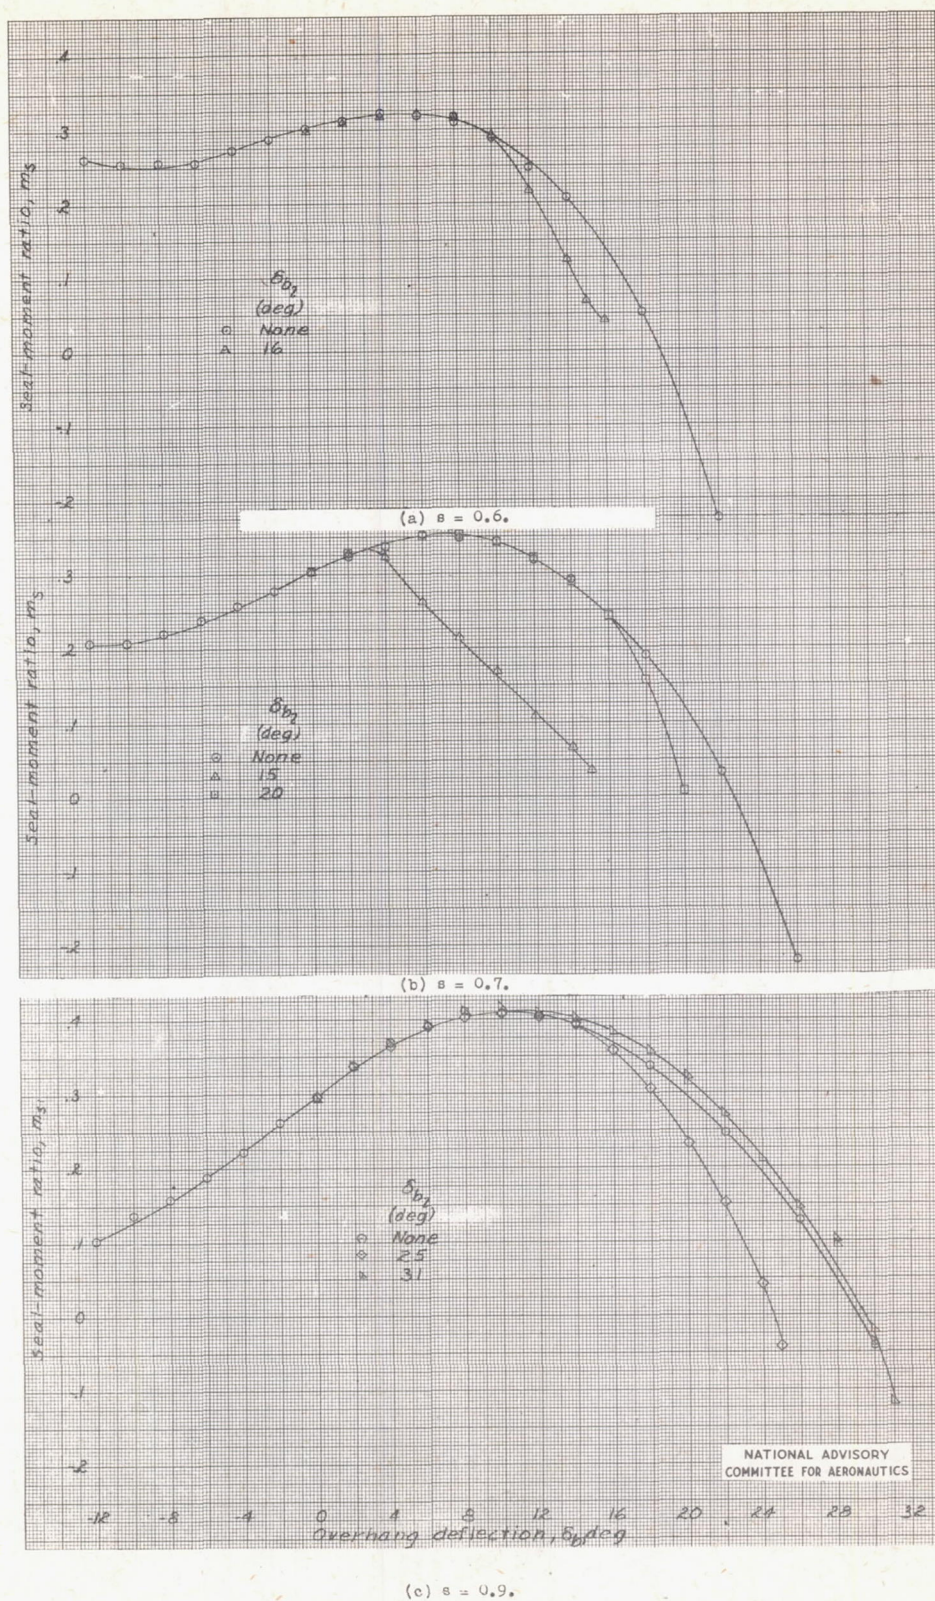 .4
.3
.2
.1
0
-.1
-.2
Seal-moment ratio, ms
δb2
(deg)
None
16
(a) s = 0.6.
.3
.2
.1
0
-.1
-.2
Seal-moment ratio, ms
δb2
(deg)
None
15
20
(b) s = 0.7.
.4
.3
.2
.1
0
-.1
-.2
Seal-moment ratio, ms
δb2
(deg)
None
25
31
NATIONAL ADVISORY
COMMITTEE FOR AERONAUTICS
-12 -8 -4 0 4 8 12 16 20 24 28 32
Overhang deflection, δb, deg
(c) s = 0.9.